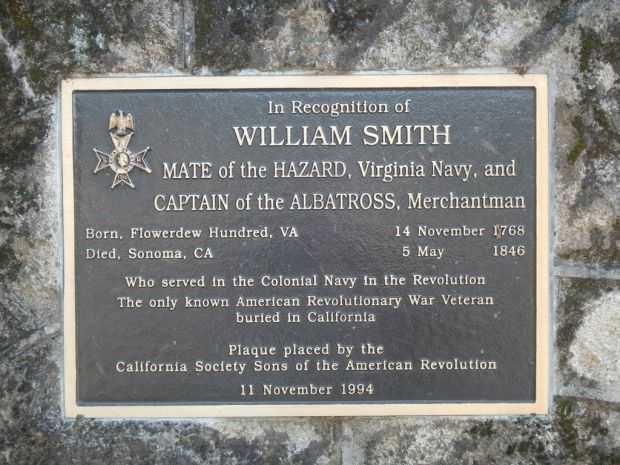 In Recognition of
WILLIAM SMITH
MATE of the HAZARD, Virginia Navy, and
CAPTAIN of the ALBATROSS, Merchantman
Born, Flowerdew Hundred, VA 14 November 1768
Died, Sonoma, CA 5 May 1846
Who served in the Colonial Navy in the Revolution
The only known American Revolutionary War Veteran
buried in California
Plaque placed by the
California Society Sons of the American Revolution
11 November 1994